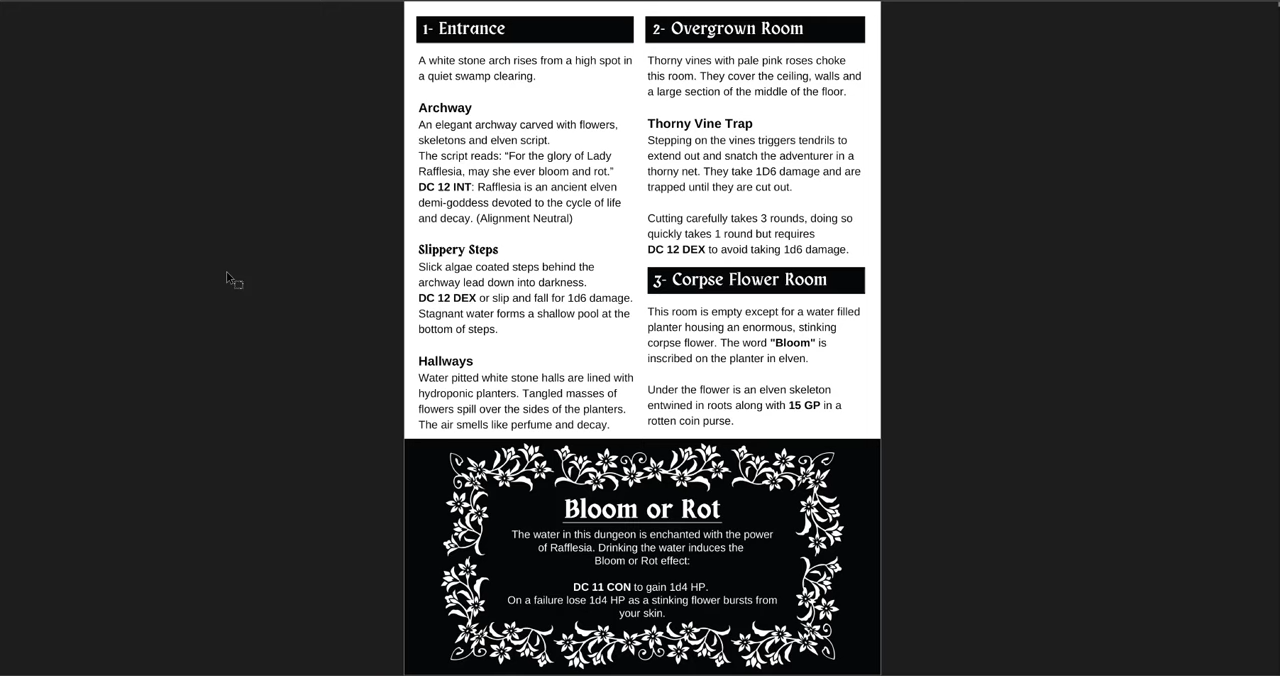 1- Entrance
A white stone arch rises from a high spot in
a quiet swamp clearing.
Archway
An elegant archway carved with flowers,
skeletons and elven script.
The script reads: “For the glory of Lady
Rafflesia, may she ever bloom and rot.”
DC 12 INT: Rafflesia is an ancient elven
demi-goddess devoted to the cycle of life
and decay. (Alignment Neutral)
Slippery Steps
Slick algae coated steps behind the
archway lead down into darkness.
DC 12 DEX or slip and fall for 1d6 damage.
Stagnant water forms a shallow pool at the
bottom of steps.
Hallways
Water pitted white stone halls are lined with
hydroponic planters. Tangled masses of
flowers spill over the sides of the planters.
The air smells like perfume and decay.
2- Overgrown Room
Thorny vines with pale pink roses choke
this room. They cover the ceiling, walls and
a large section of the middle of the floor.
Thorny Vine Trap
Stepping on the vines triggers tendrils to
extend out and snatch the adventurer in a
thorny net. They take 1D6 damage and are
trapped until they are cut out.
Cutting carefully takes 3 rounds, doing so
quickly takes 1 round but requires
DC 12 DEX to avoid taking 1d6 damage.
3- Corpse Flower Room
This room is empty except for a water filled
planter housing an enormous, stinking
corpse flower. The word "Bloom" is
inscribed on the planter in elven.
Under the flower is an elven skeleton
entwined in roots along with 15 GP in a
rotten coin purse.
Bloom or Rot
The water in this dungeon is enchanted with the power
of Rafflesia. Drinking the water induces the
Bloom or Rot effect:
DC 11 CON to gain 1d4 HP.
On a failure lose 1d4 HP as a stinking flower bursts from
your skin.